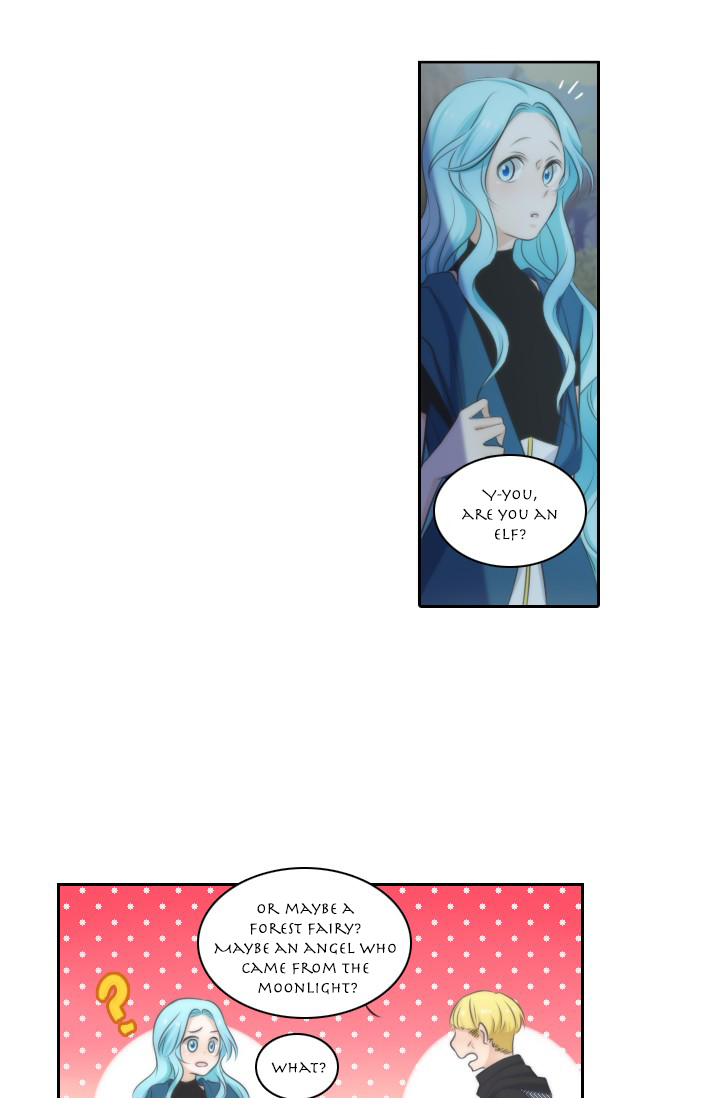 Y-you,
are you an
elf?
or maybe a
forest fairy?
Maybe an angel who
came from the
moonlight?
?
what?